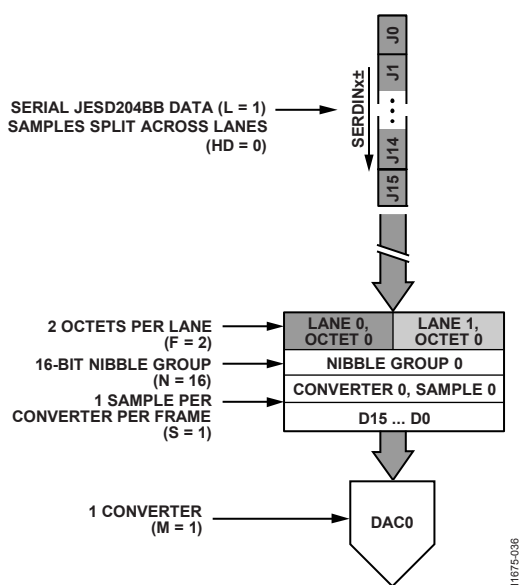 J0
J1
SERIAL JESD204BB DATA (L = 1)
SAMPLES SPLIT ACROSS LANES
(HD = 0)
SERDINx±
J14
J15
2 OCTETS PER LANE
(F = 2)
LANE 0,
OCTET 0
LANE 1,
OCTET 0
16-BIT NIBBLE GROUP
(N = 16)
NIBBLE GROUP 0
1 SAMPLE PER
CONVERTER PER FRAME
(S = 1)
CONVERTER 0, SAMPLE 0
D15 ... D0
1 CONVERTER
(M = 1)
DAC0
11675-036